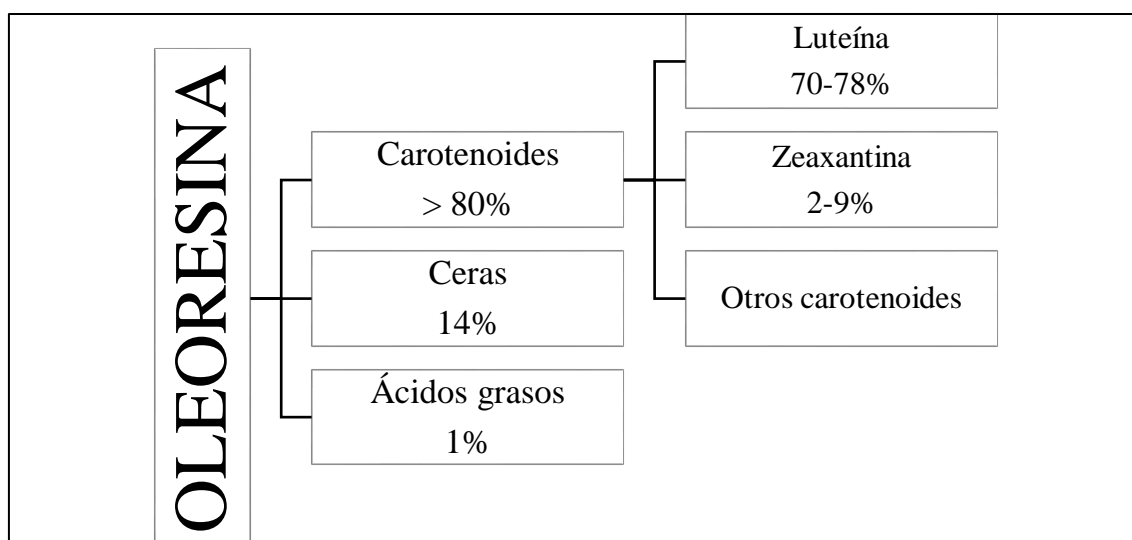 OLEORESINA
Carotenoides
> 80%
Ceras
14%
Ácidos grasos
1%
Luteína
70-78%
Zeaxantina
2-9%
Otros carotenoides